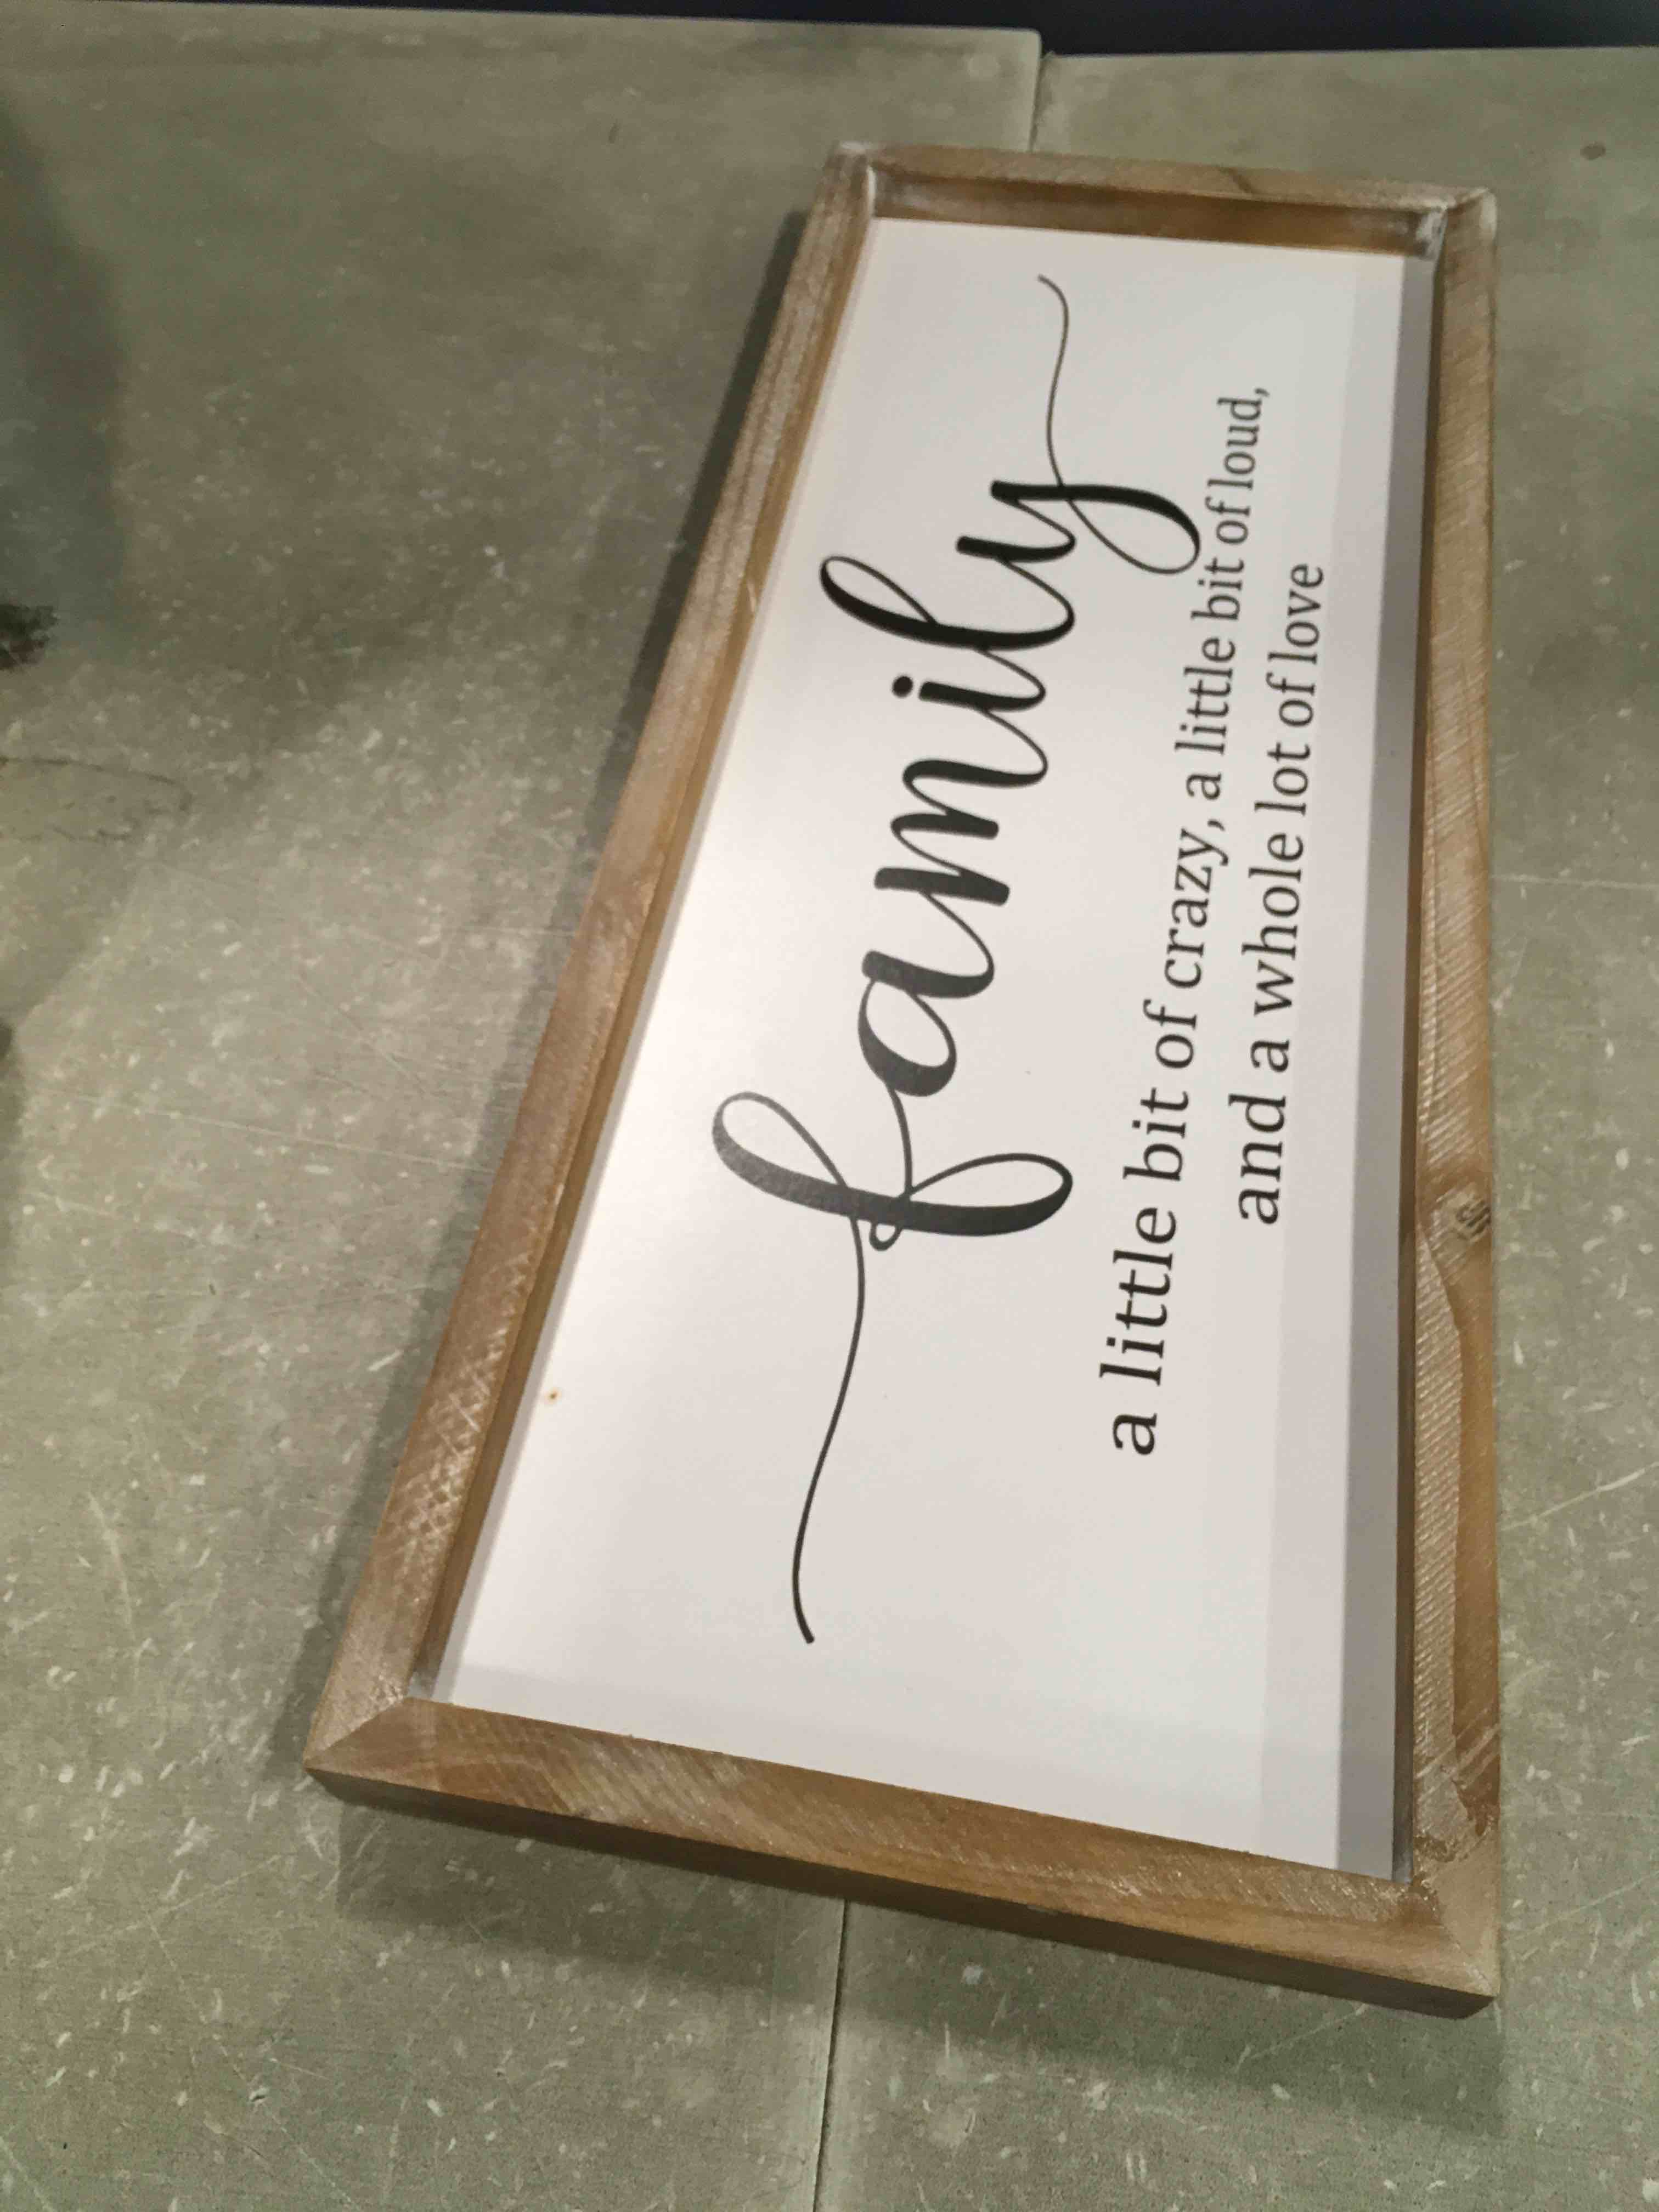 family
a little bit of crazy, a little bit of loud,
and a whole lot of love